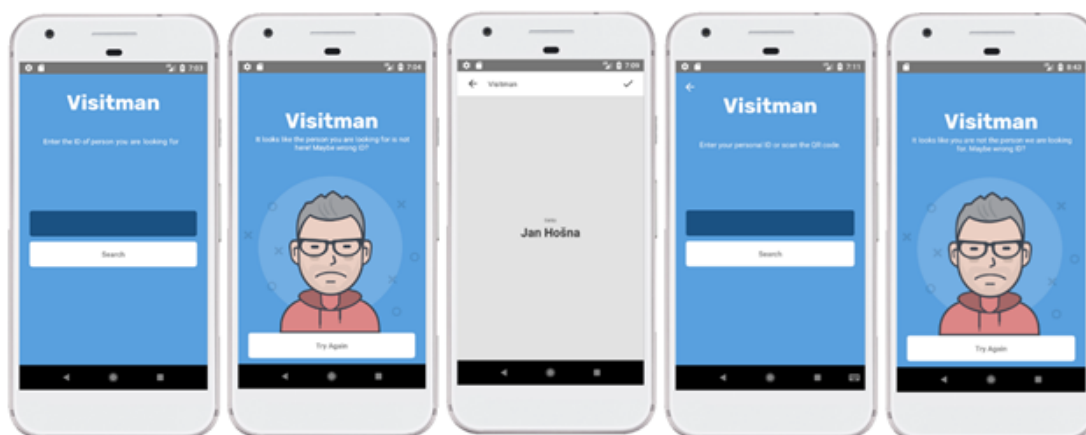 7:03
Visitman
Enter the ID of person you are looking for
Search
7:04
Visitman
It looks like the person you are looking for is not
here! Maybe wrong ID?
Try Again
7:09
Visitman
Jan Hošna
7:11
Visitman
Enter your personal ID or scan the QR code
Search
8:43
Visitman
It looks like you are not the person we are looking
for. Maybe wrong ID?
Try Again